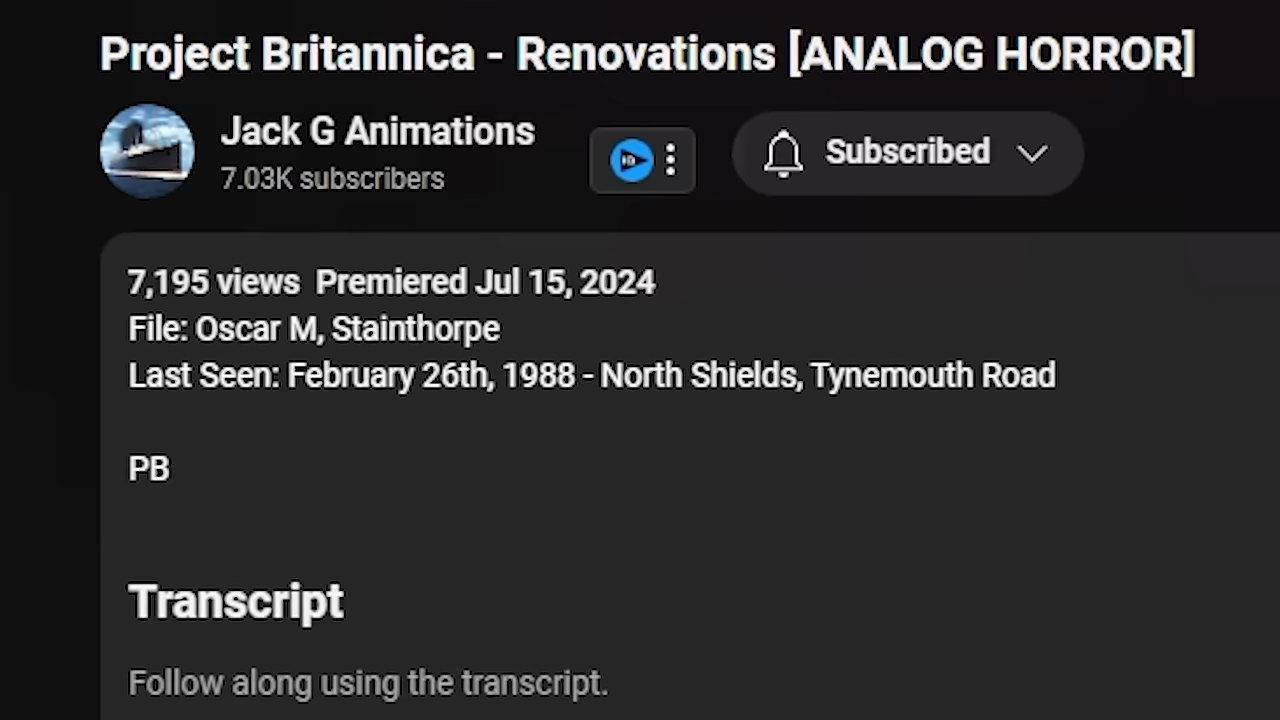 Project Britannica - Renovations [ANALOG HORROR]
Jack G Animations
7.03K subscribers
Subscribed
7,195 views  Premiered Jul 15, 2024
File: Oscar M, Stainthorpe
Last Seen: February 26th, 1988 - North Shields, Tynemouth Road
PB
Transcript
Follow along using the transcript.